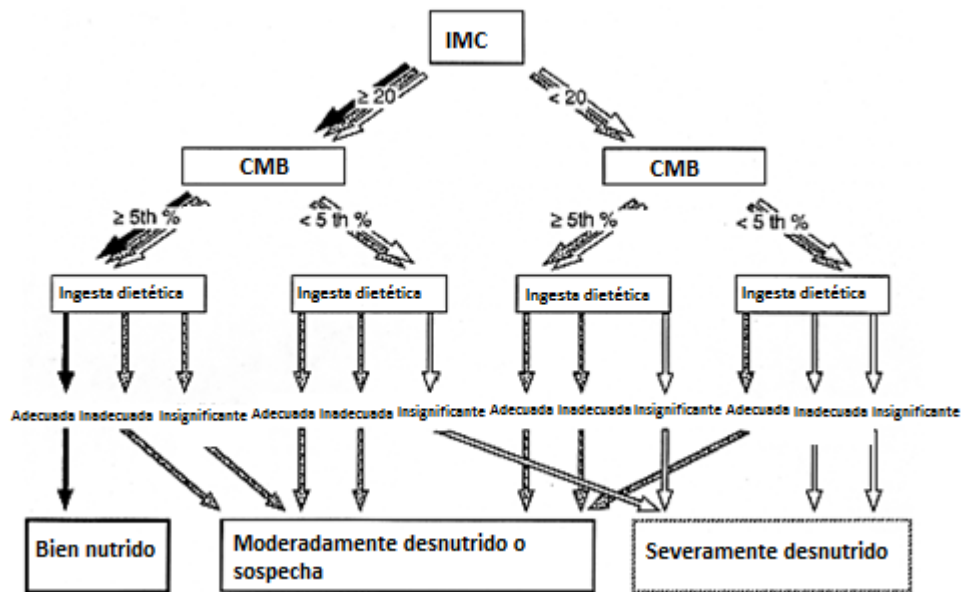 IMC
≥ 20
< 20
CMB
CMB
≥ 5th %
< 5 th %
≥5th %
< 5 th %
Ingesta dietética
Ingesta dietética
Ingesta dietética
Ingesta dietética
Adecuada Inadecuada Insignificante Adecuada Inadecuada Insignificante Adecuada Inadecuada Insignificante Adecuada Inadecuada Insignificante
Bien nutrido
Moderadamente desnutrido o
sospecha
Severamente desnutrido